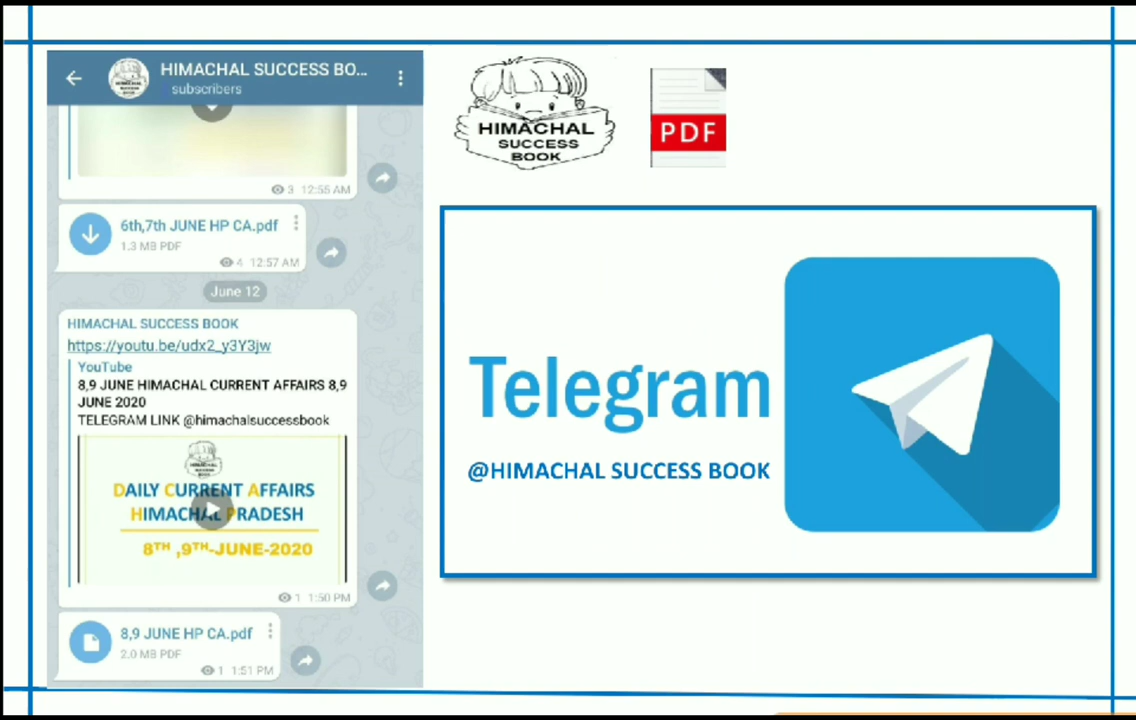 HIMACHAL SUCCESS BO...
subscribers
3 12:55 AM
6th,7th JUNE HP CA.pdf
1.3 MB PDF
4 12:57 AM
June 12
HIMACHAL SUCCESS BOOK
https://youtu.be/udx2_y3Y3jw
YouTube
8,9 JUNE HIMACHAL CURRENT AFFAIRS 8,9
JUNE 2020
TELEGRAM LINK @himachalsuccessbook
HIMACHAL
SUCCESS
BOOK
DAILY CURRENT AFFAIRS
HIMACHAL PRADESH
8TH ,9TH-JUNE-2020
1 1:50 PM
8,9 JUNE HP CA.pdf
2.0 MB PDF
1 1:51 PM
HIMACHAL
SUCCESS
BOOK
PDF
Telegram
@HIMACHAL SUCCESS BOOK